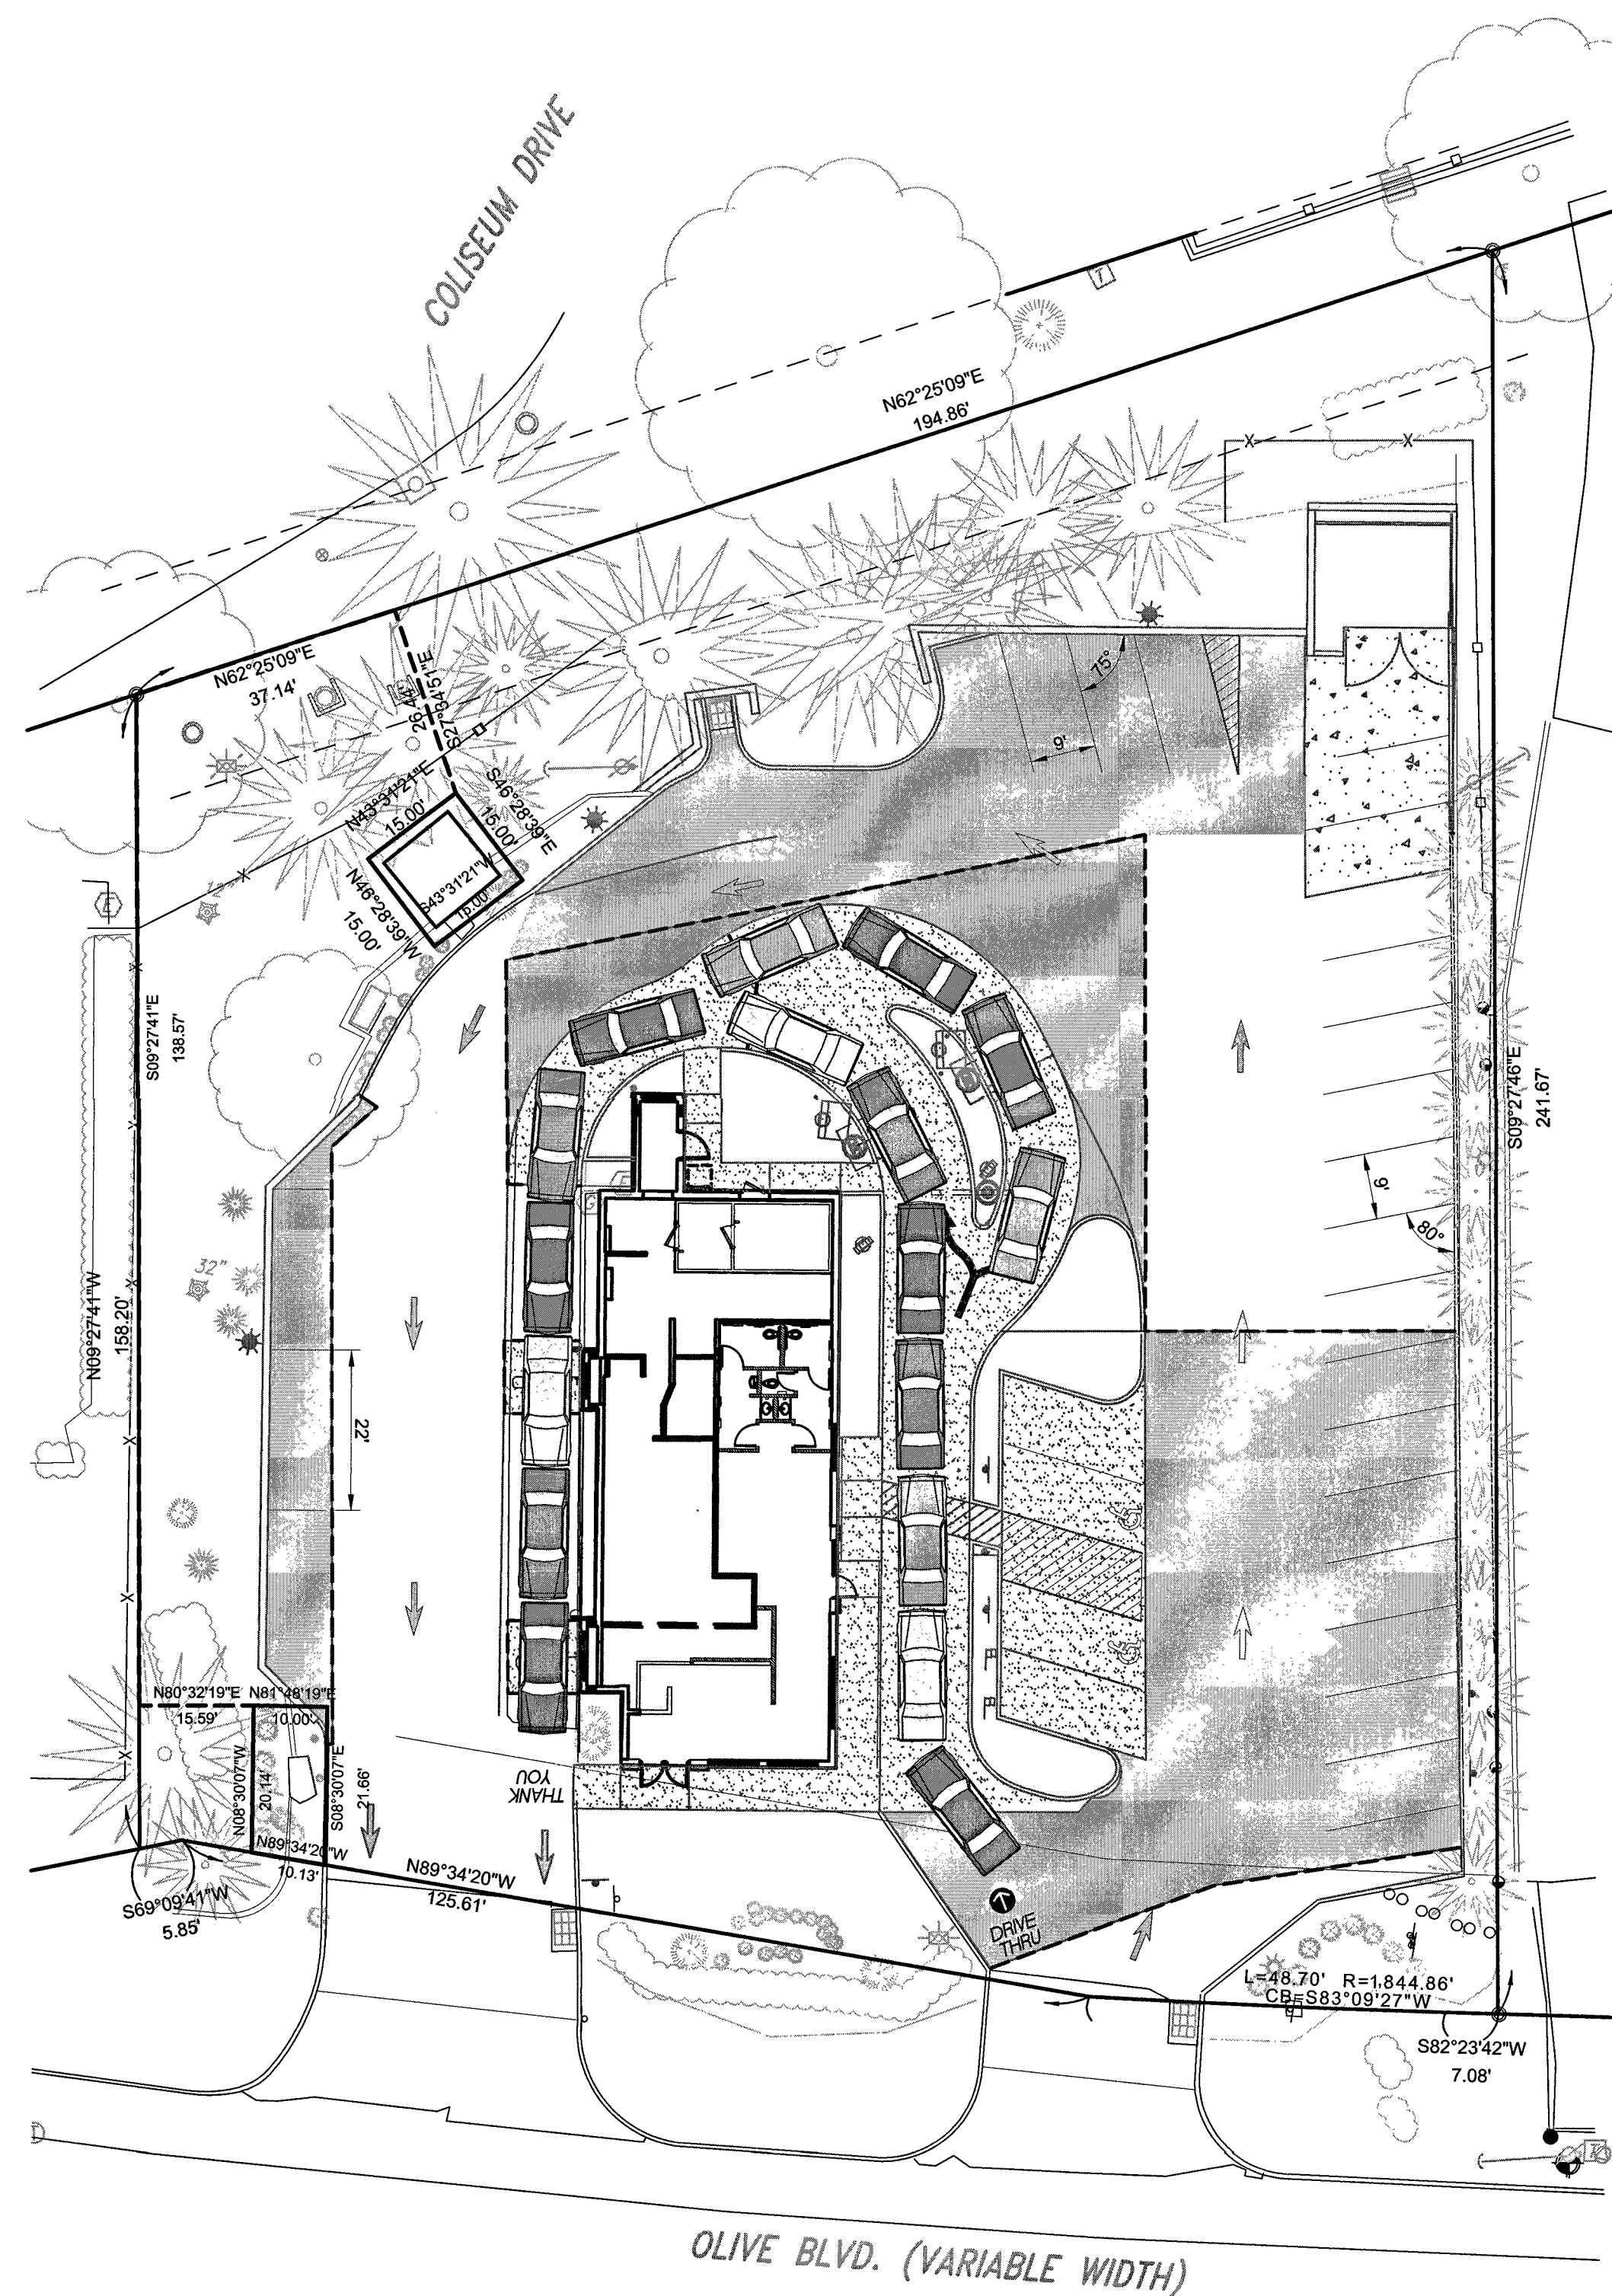 COLISEUM DRIVE
N62°25'09"E
194.86'
N62°25'09"E
37.14'
26.44'
S27°34'51"E
75°
9'
N43°31'21"E
15.00'
S46°28'39"E
15.00'
S43°31'21"W
15.00'
N46°28'39"W
15.00'
T
12"
S09°27'41"E
138.57'
S09°27'46"E
241.67'
9'
80°
32"
N09°27'41"W
158.20'
22'
N80°32'19"E
15.59'
N81°48'19"E
10.00'
N08°30'07"W
20.14'
S08°30'07"E
21.66'
THANK
YOU
N89°34'20"W
10.13'
N89°34'20"W
125.61'
S69°09'41"W
5.85'
DRIVE
THRU
L=48.70' R=1,844.86'
CB=S83°09'27"W
S82°23'42"W
7.08'
OLIVE BLVD. (VARIABLE WIDTH)